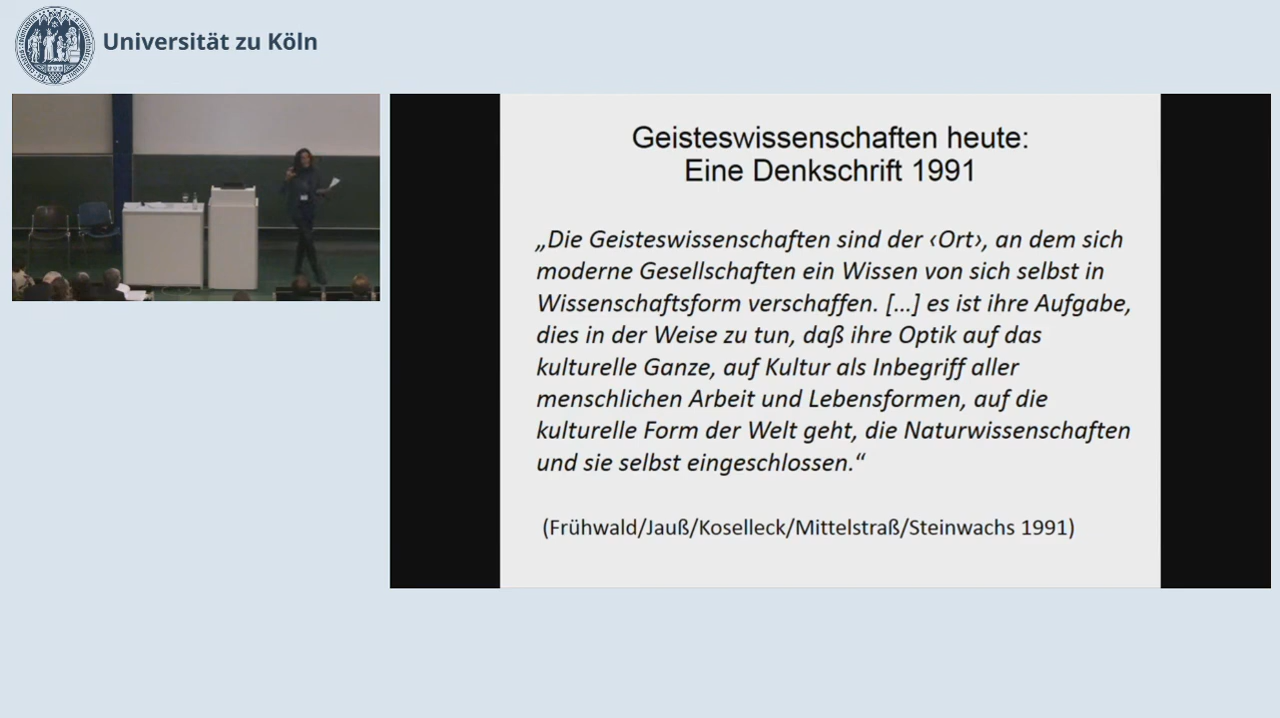 Universität zu Köln
Geisteswissenschaften heute:
Eine Denkschrift 1991
„Die Geisteswissenschaften sind der ‹Ort›, an dem sich
moderne Gesellschaften ein Wissen von sich selbst in
Wissenschaftsform verschaffen. […] es ist ihre Aufgabe,
dies in der Weise zu tun, daß ihre Optik auf das
kulturelle Ganze, auf Kultur als Inbegriff aller
menschlichen Arbeit und Lebensformen, auf die
kulturelle Form der Welt geht, die Naturwissenschaften
und sie selbst eingeschlossen.“
(Frühwald/Jauß/Koselleck/Mittelstraß/Steinwachs 1991)